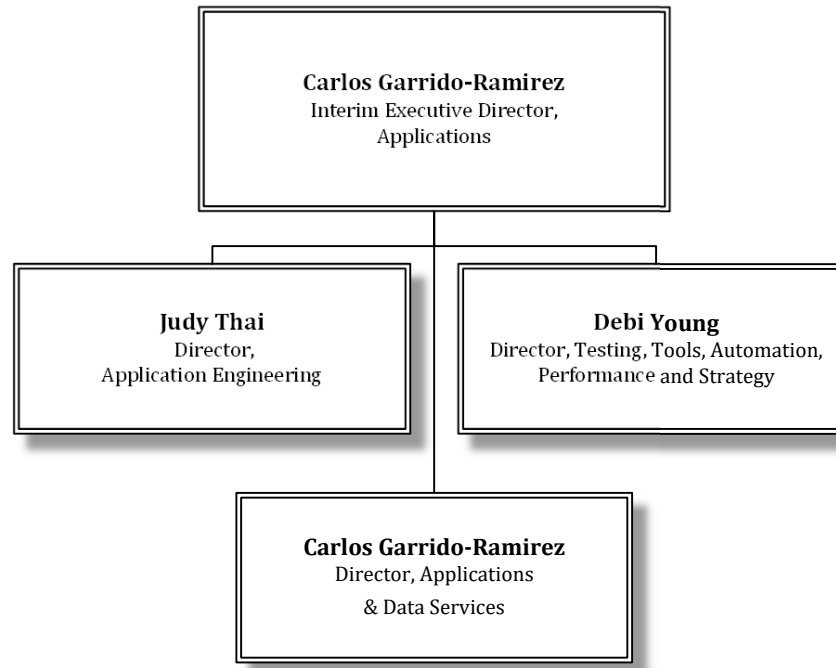 Carlos Garrido-Ramirez
Interim Executive Director,
Applications
Judy Thai
Director,
Application Engineering
Debi Young
Director, Testing, Tools, Automation,
Performance and Strategy
Carlos Garrido-Ramirez
Director, Applications
& Data Services